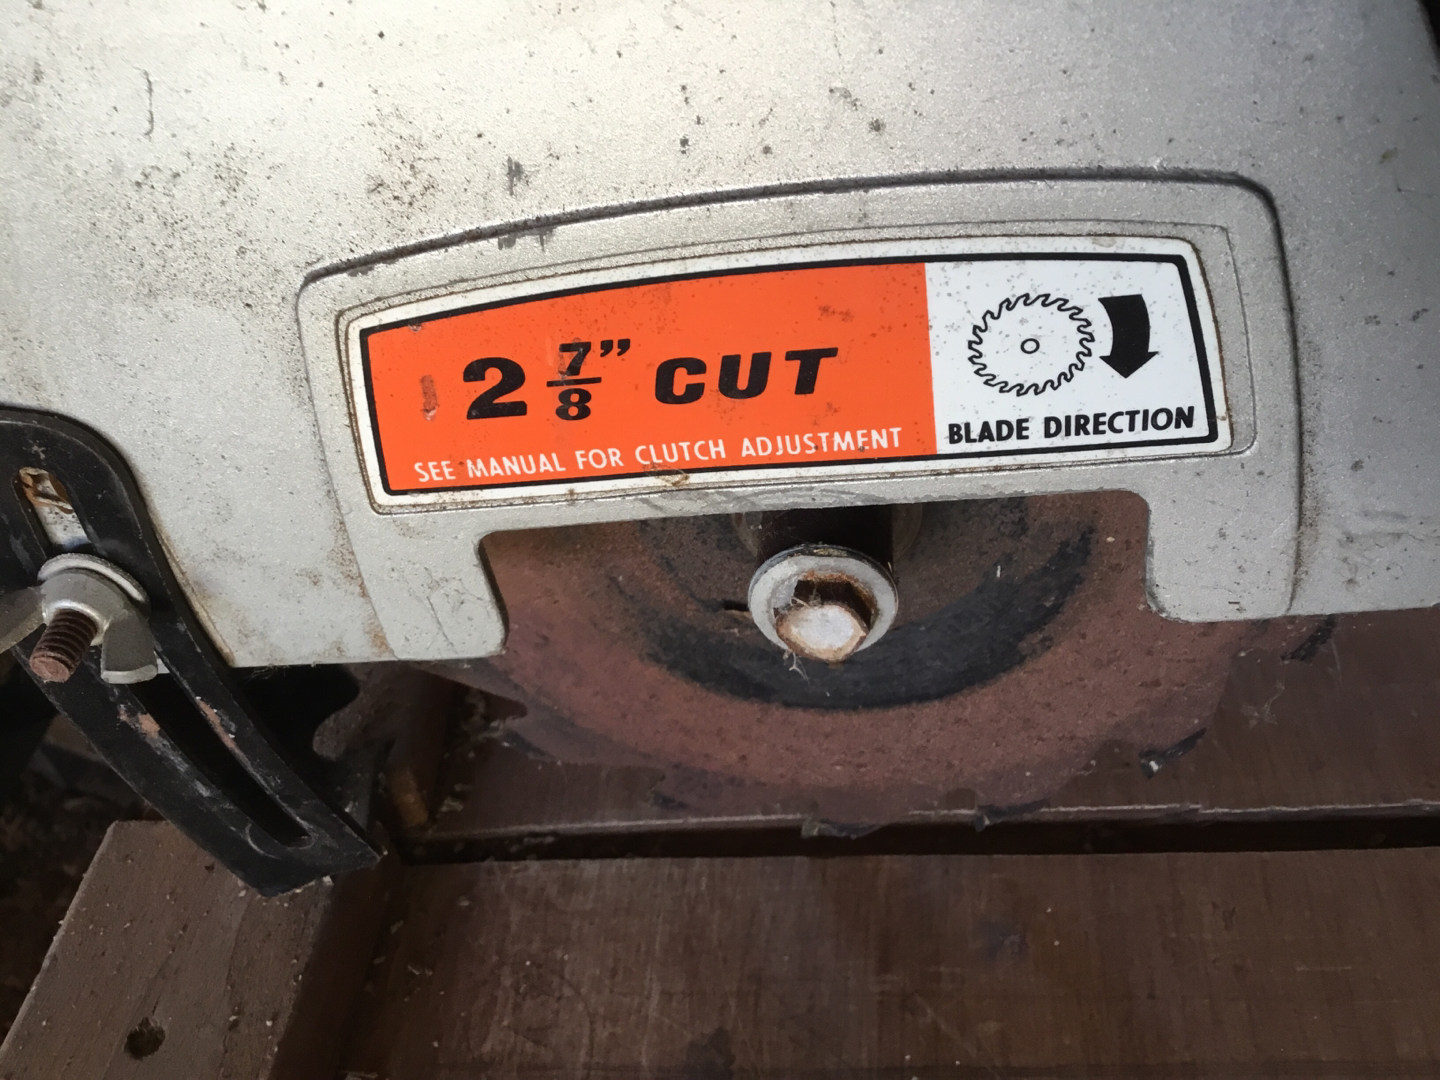 2 7/8" CUT
SEE MANUAL FOR CLUTCH ADJUSTMENT
BLADE DIRECTION